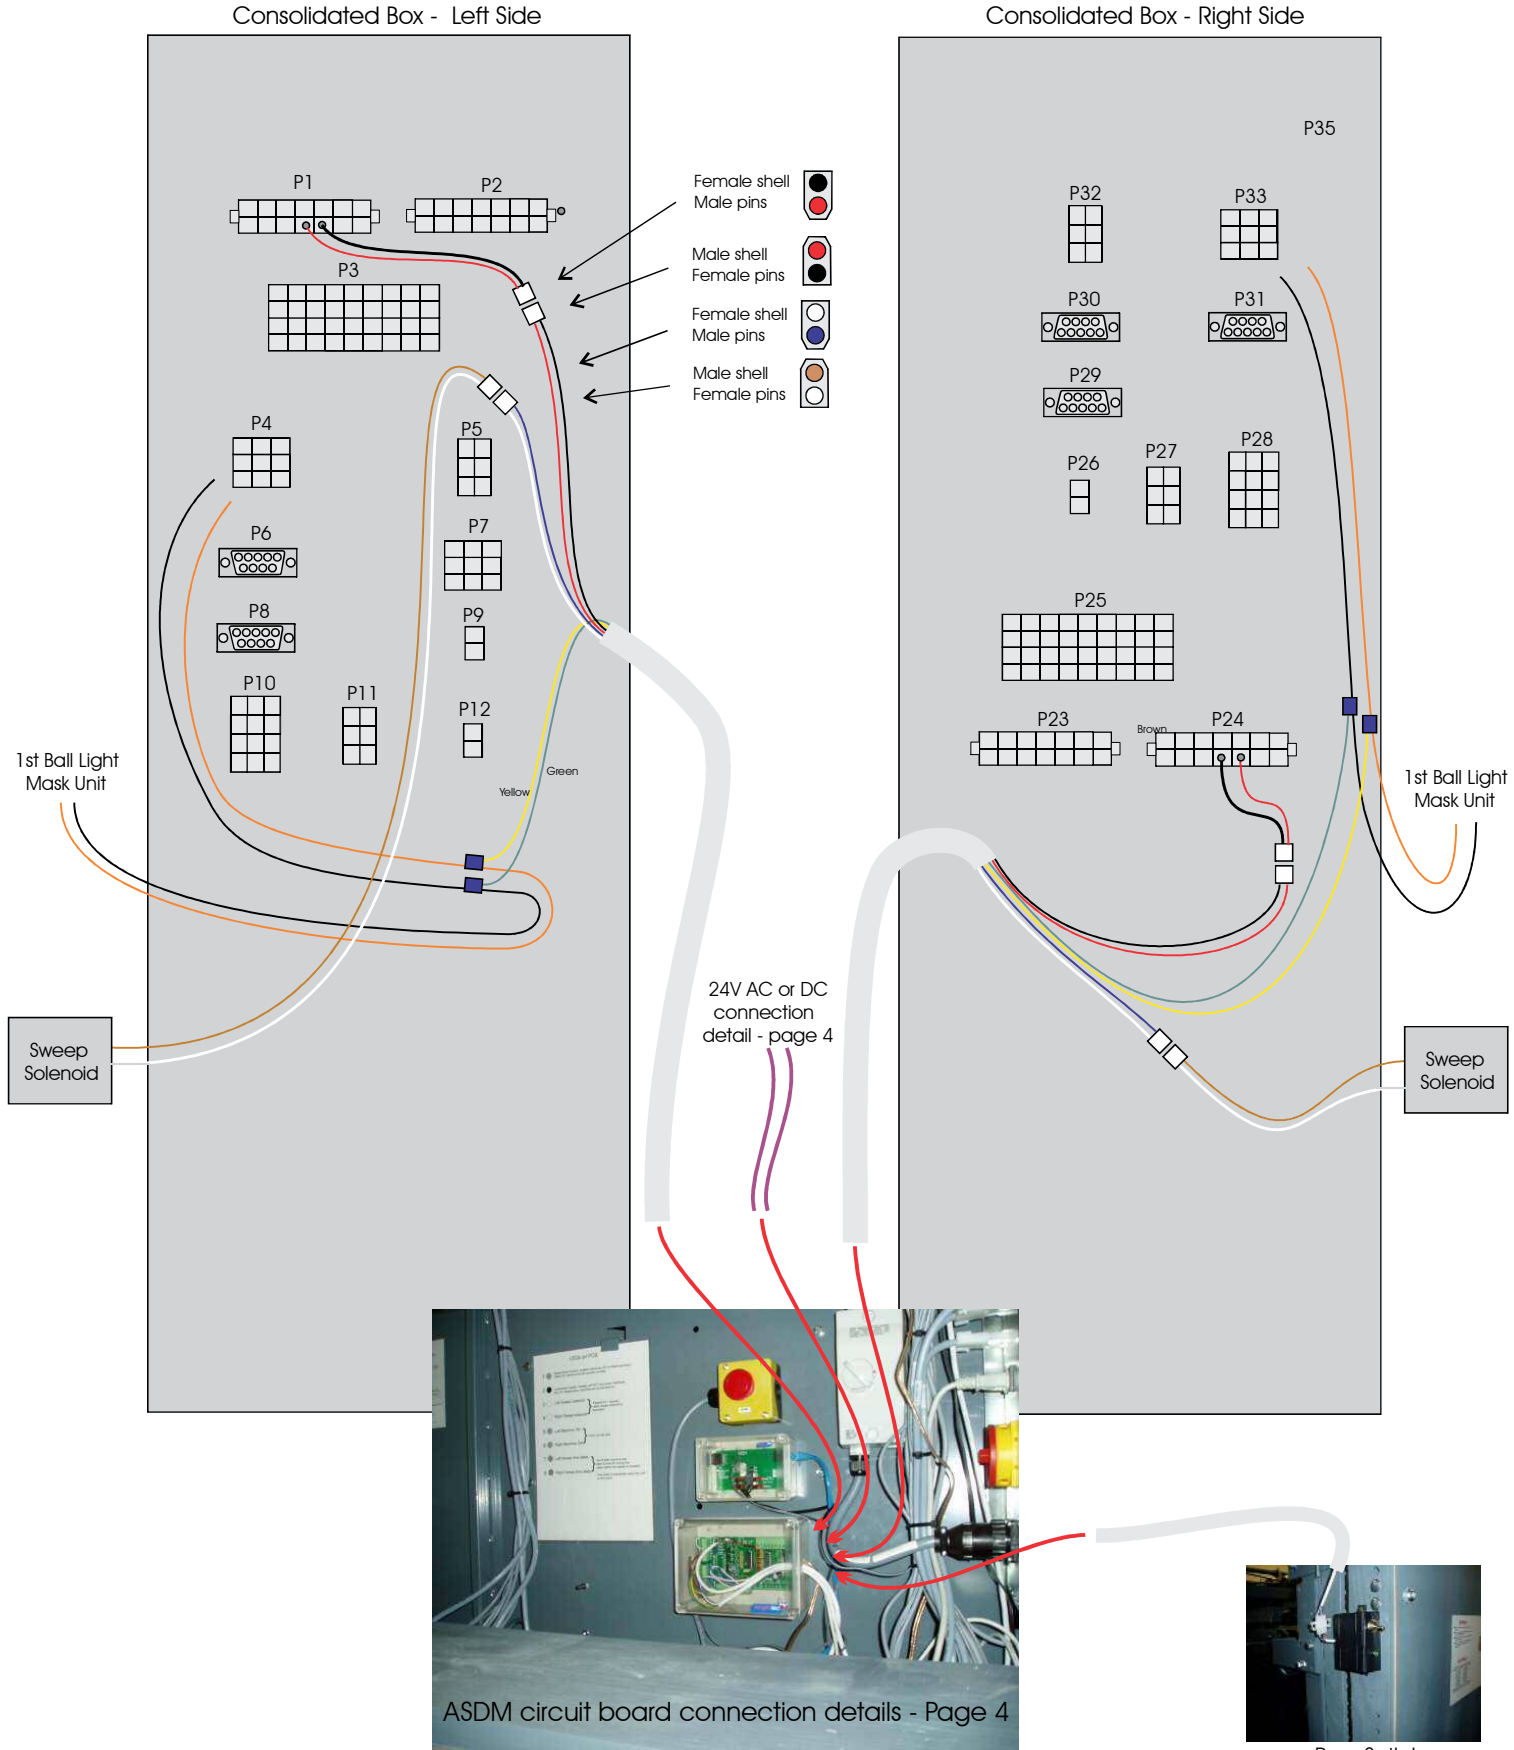 Consolidated Box - Left Side
Consolidated Box - Right Side
P35
P1
P2
Female shell
Male pins
P32
P33
Male shell
Female pins
P3
P30
P31
Female shell
Male pins
P29
Male shell
Female pins
P4
P5
P26
P27
P28
P6
P7
P8
P9
P25
P10
P11
P12
P23
Brown
P24
1st Ball Light
Mask Unit
Green
Yellow
1st Ball Light
Mask Unit
24V AC or DC
connection
detail - page 4
Sweep
Solenoid
Sweep
Solenoid
ASDM circuit board connection details - Page 4